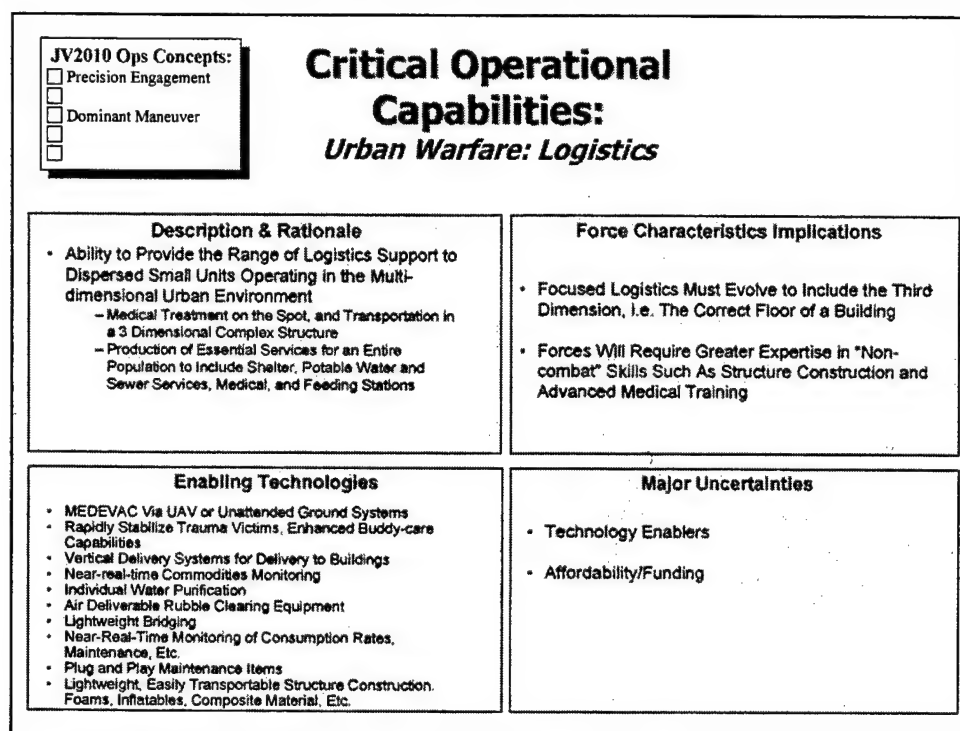 JV2010 Ops Concepts:
Precision Engagement
Dominant Maneuver
Critical Operational
Capabilities:
Urban Warfare: Logistics
Description & Rationale
• Ability to Provide the Range of Logistics Support to
Dispersed Small Units Operating in the Multi-
dimensional Urban Environment
– Medical Treatment on the Spot, and Transportation in
a 3 Dimensional Complex Structure
– Production of Essential Services for an Entire
Population to Include Shelter, Potable Water and
Sewer Services, Medical, and Feeding Stations
Force Characteristics Implications
• Focused Logistics Must Evolve to Include the Third
Dimension, i.e. The Correct Floor of a Building
• Forces Will Require Greater Expertise in "Non-
combat" Skills Such As Structure Construction and
Advanced Medical Training
Enabling Technologies
• MEDEVAC Via UAV or Unattended Ground Systems
• Rapidly Stabilize Trauma Victims, Enhanced Buddy-care
Capabilities
• Vertical Delivery Systems for Delivery to Buildings
• Near-real-time Commodities Monitoring
• Individual Water Purification
• Air Deliverable Rubble Clearing Equipment
• Lightweight Bridging
• Near-Real-Time Monitoring of Consumption Rates,
Maintenance, Etc.
• Plug and Play Maintenance Items
• Lightweight, Easily Transportable Structure Construction.
Foams, Inflatables, Composite Material, Etc.
Major Uncertainties
• Technology Enablers
• Affordability/Funding